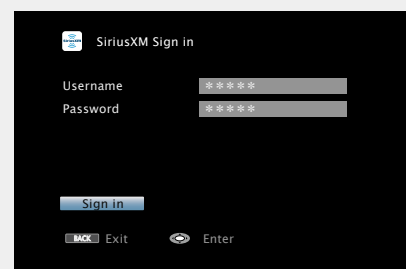 SiriusXM Sign in
Username *****
Password *****
Sign in
BACK Exit Enter